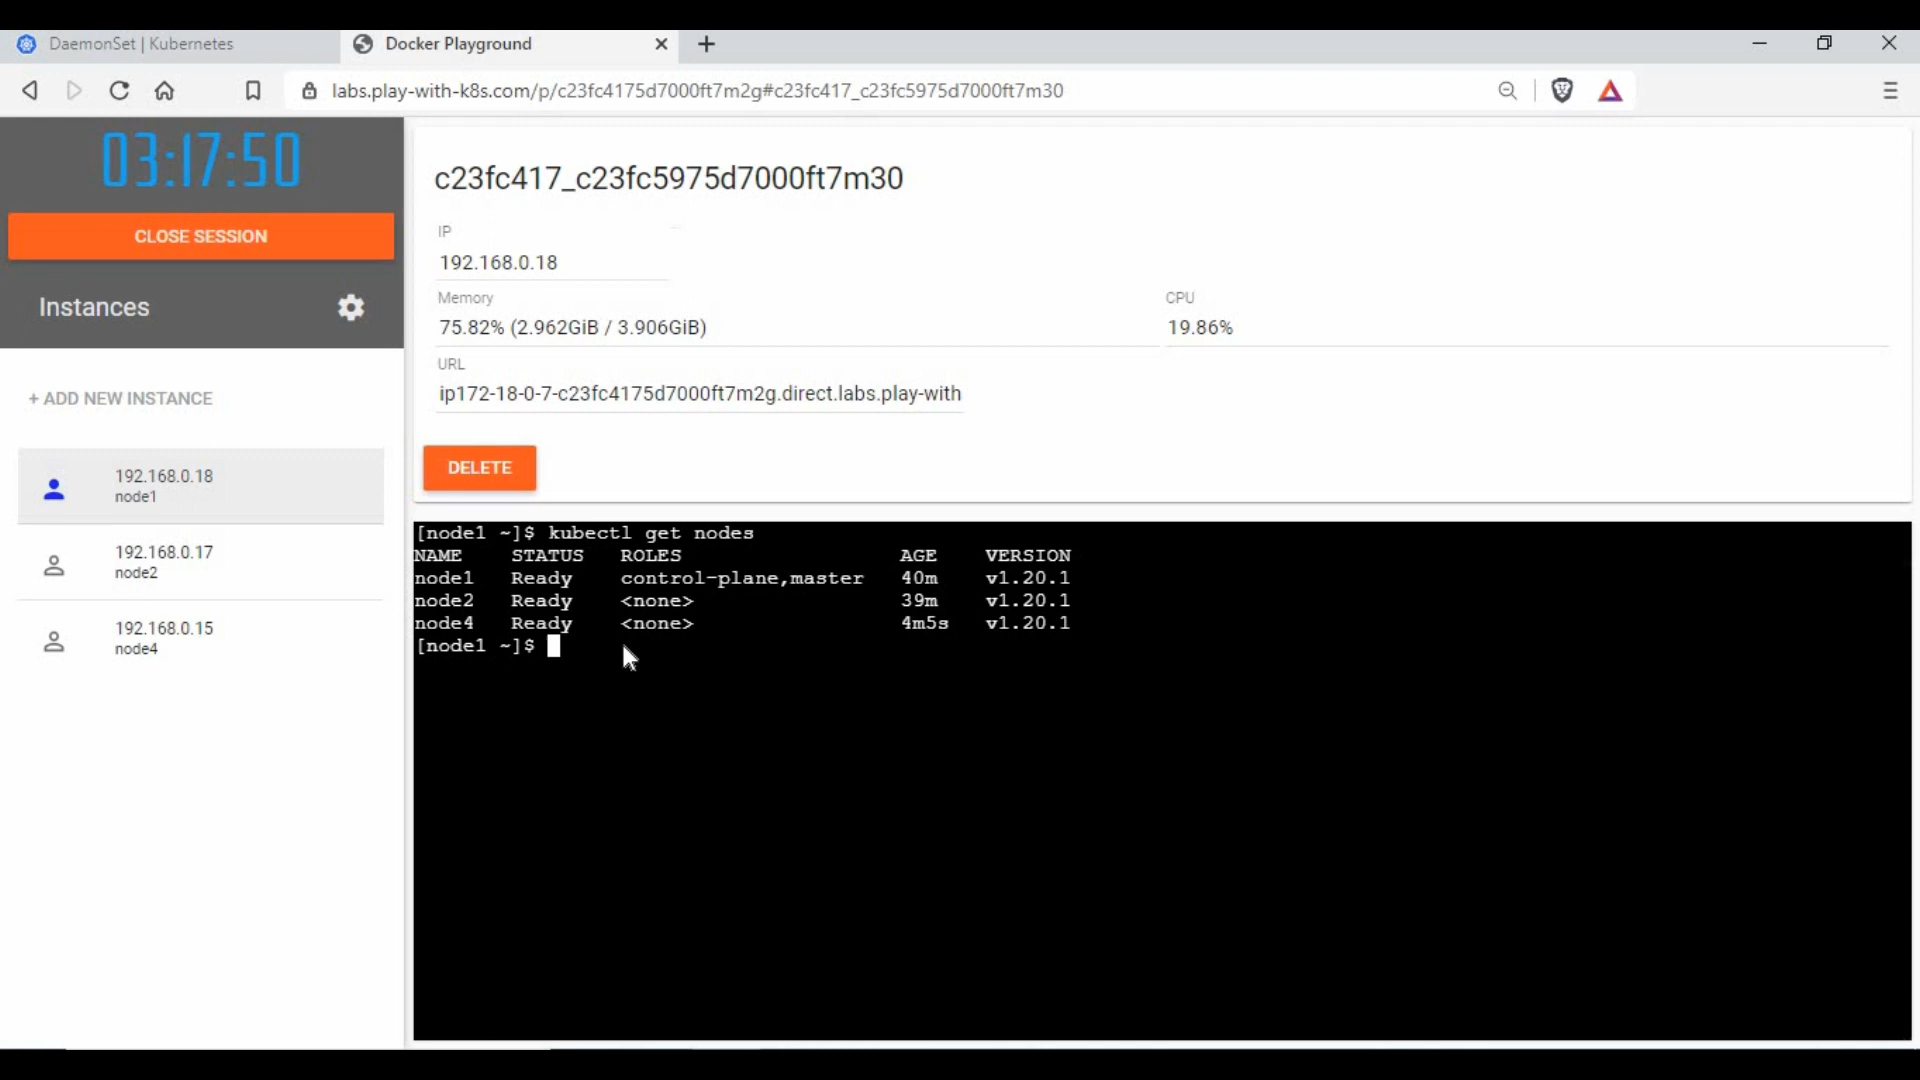 DaemonSet | Kubernetes
Docker Playground
labs.play-with-k8s.com/p/c23fc4175d7000ft7m2g#c23fc417_c23fc5975d7000ft7m30
03:17:50
CLOSE SESSION
Instances
+ ADD NEW INSTANCE
192.168.0.18
node1
192.168.0.17
node2
192.168.0.15
node4
c23fc417_c23fc5975d7000ft7m30
IP
192.168.0.18
Memory
75.82% (2.962GiB / 3.906GiB)
CPU
19.86%
URL
ip172-18-0-7-c23fc4175d7000ft7m2g.direct.labs.play-with
DELETE
[node1 ~]$ kubectl get nodes
NAME STATUS ROLES AGE VERSION
node1 Ready control-plane,master 40m v1.20.1
node2 Ready <none> 39m v1.20.1
node4 Ready <none> 4m5s v1.20.1
[node1 ~]$